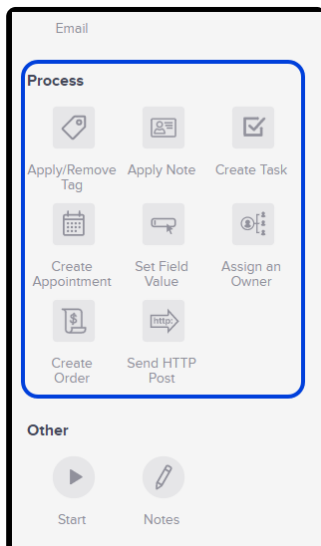 Email
Process
Apply/Remove Tag
Apply Note
Create Task
Create Appointment
Set Field Value
Assign an Owner
$
http:
Create Order
Send HTTP Post
Other
Start
Notes